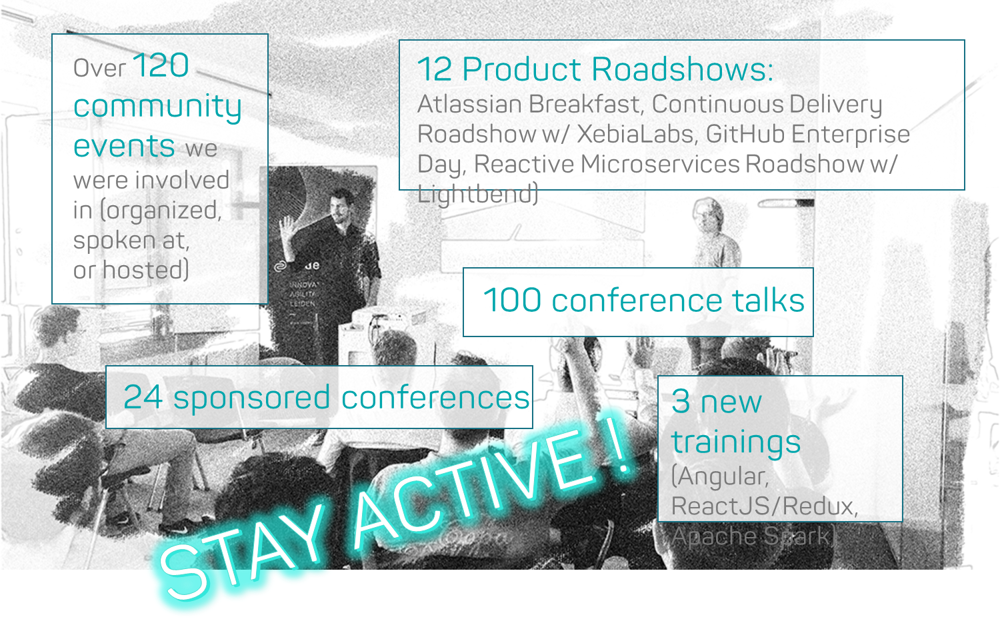 Over 120
community
events we
were involved
in (organized,
spoken at,
or hosted)
12 Product Roadshows:
Atlassian Breakfast, Continuous Delivery
Roadshow w/ XebiaLabs, GitHub Enterprise
Day, Reactive Microservices Roadshow w/
Lightbend)
100 conference talks
24 sponsored conferences
3 new
trainings
(Angular,
ReactJS/Redux,
Apache Spark)
STAY ACTIVE !
LEIDEN